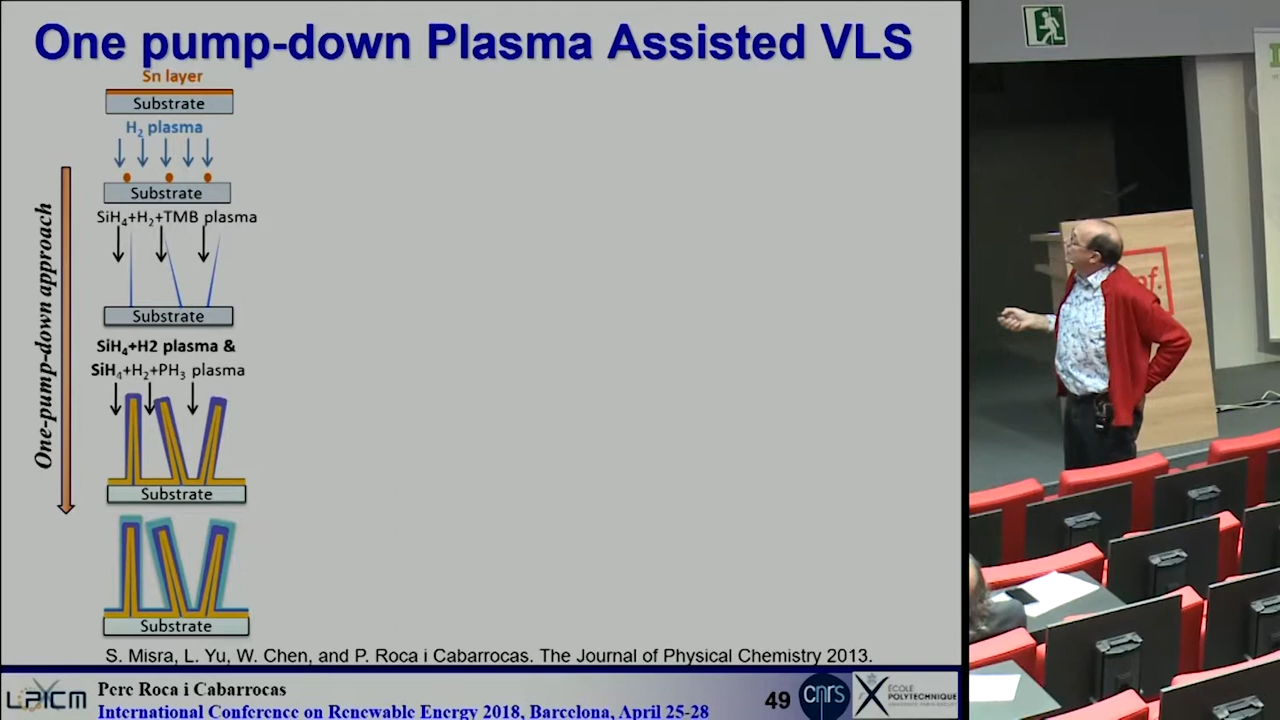 One pump-down Plasma Assisted VLS
Sn layer
Substrate
H2 plasma
Substrate
SiH4+H2+TMB plasma
Substrate
SiH4+H2 plasma &
SiH4+H2+PH3 plasma
Substrate
Substrate
One-pump-down approach
S. Misra, L. Yu, W. Chen, and P. Roca i Cabarrocas. The Journal of Physical Chemistry 2013.
LPICM
Pere Roca i Cabarrocas
International Conference on Renewable Energy 2018, Barcelona, April 25-28
49
cnrs
X
ÉCOLE
POLYTECHNIQUE
nf.